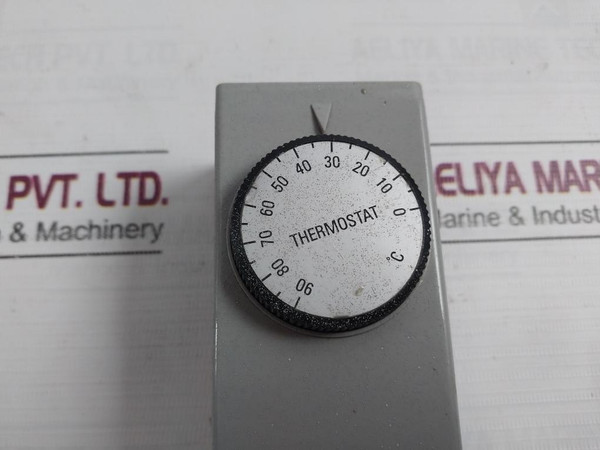 PVT. LTD.
& Machinery
ELIYA MAR
arine & Indust
0
10
20
30
40
50
60
70
80
90
THERMOSTAT
°C